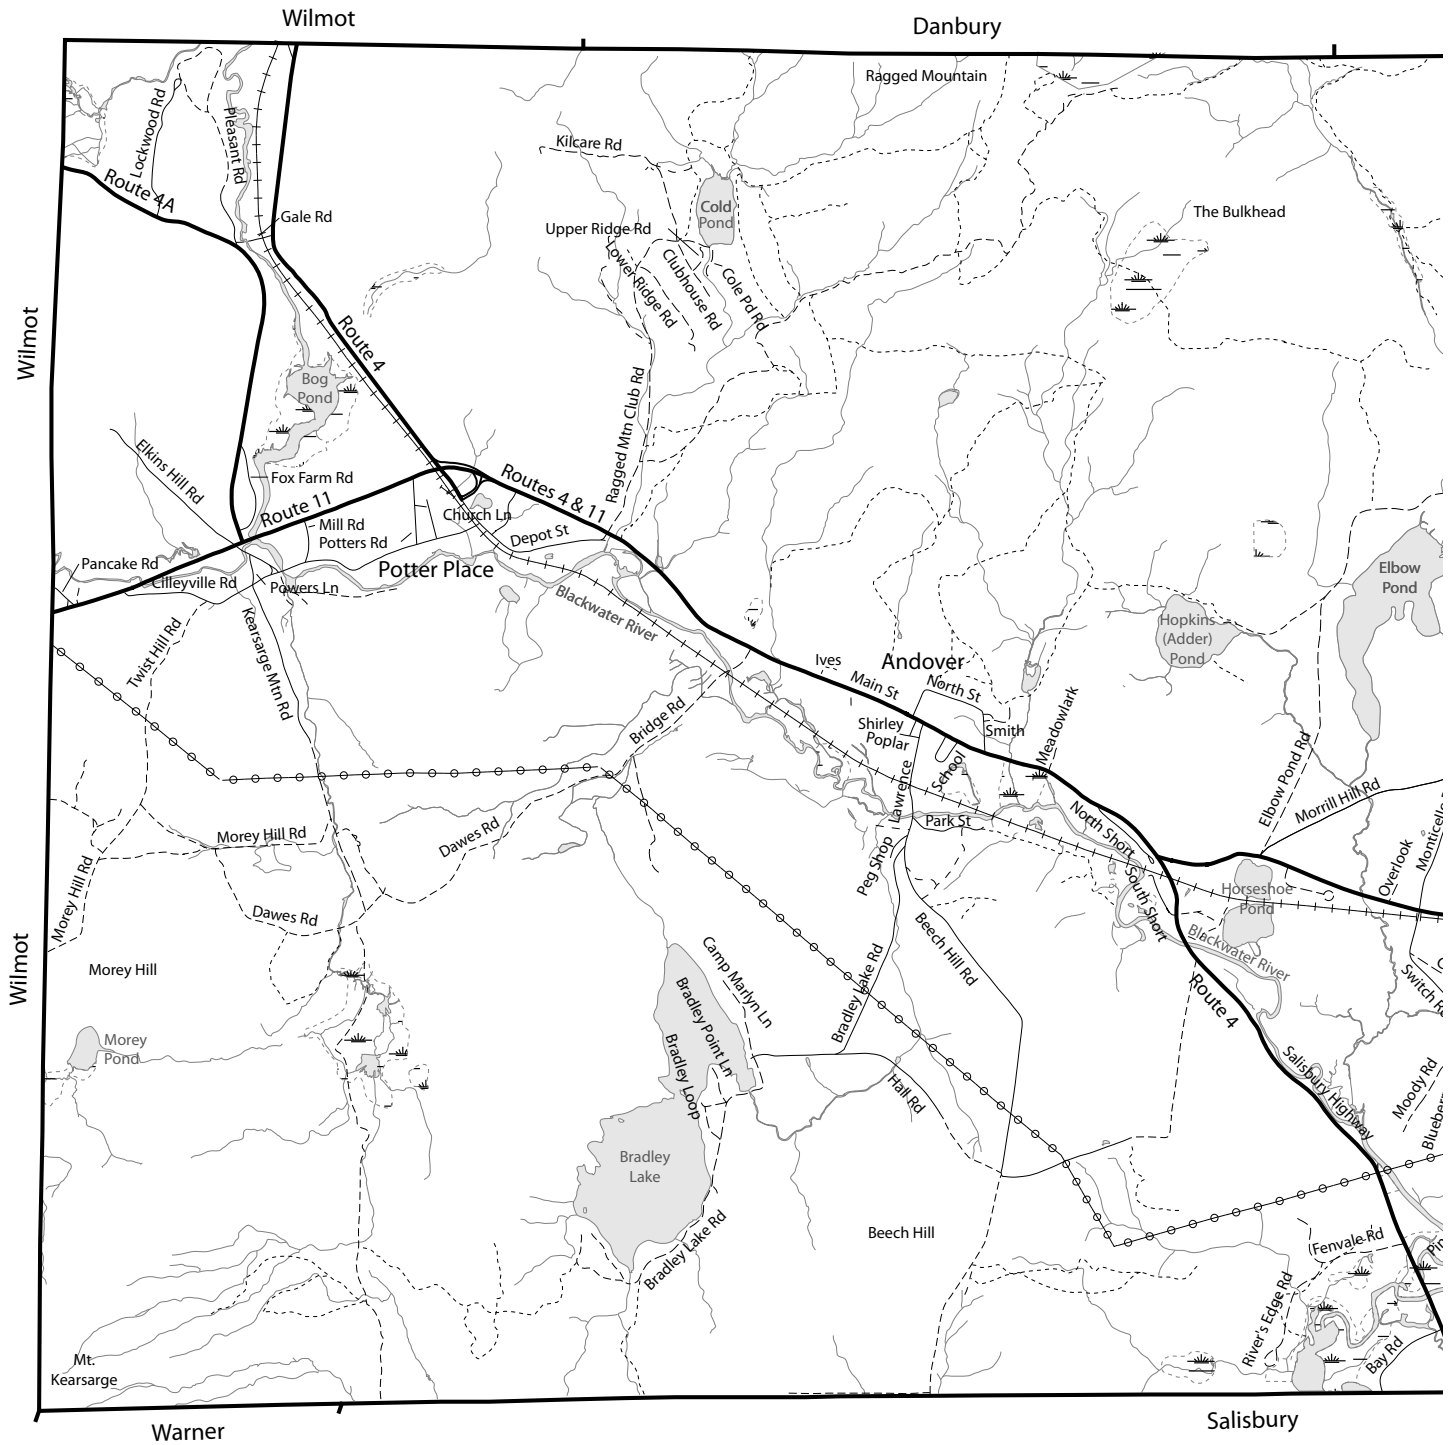 Wilmot
Danbury
Ragged Mountain
Lockwood Rd
Pleasant Rd
Kilcare Rd
Route 4A
Gale Rd
Cold
Pond
The Bulkhead
Upper Ridge Rd
Lower Ridge Rd
Clubhouse Rd
Cole Pd Rd
Wilmot
Route 4
Bog
Pond
Ragged Mtn Club Rd
Elkins Hill Rd
Fox Farm Rd
Route 11
Routes 4 & 11
Church Ln
Mill Rd
Potters Rd
Depot St
Pancake Rd
Cilleyville Rd
Powers Ln
Potter Place
Blackwater River
Elbow
Pond
Hopkins
(Adder)
Pond
Twist Hill Rd
Kearsarge Mtn Rd
Ives
Andover
Main St
North St
Bridge Rd
Shirley
Poplar
Smith
Meadowlark
School
Lawrence
Elbow Pond Rd
Morrill Hill Rd
Park St
North Short
Morey Hill Rd
Dawes Rd
Peg Shop
Overlook
Monticello
Morey Hill Rd
South Short
Horseshoe
Pond
Dawes Rd
Beech Hill Rd
Blackwater River
Wilmot
Morey Hill
Camp Marlyn Ln
Bradley Lake Rd
Switch R
Route 4
Bradley Point Ln
Morey
Pond
Bradley Loop
Hall Rd
Salisbury Highway
Moody Rd
Blueber
Bradley
Lake
Beech Hill
Bradley Lake Rd
Fenvale Rd
Pin
River's Edge Rd
Bay Rd
Mt.
Kearsarge
Warner
Salisbury